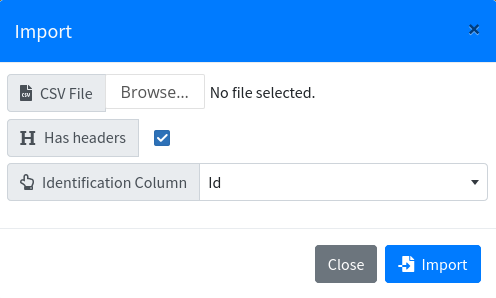 Import ×
CSV File Browse... No file selected.
Has headers
Identification Column Id
Close Import